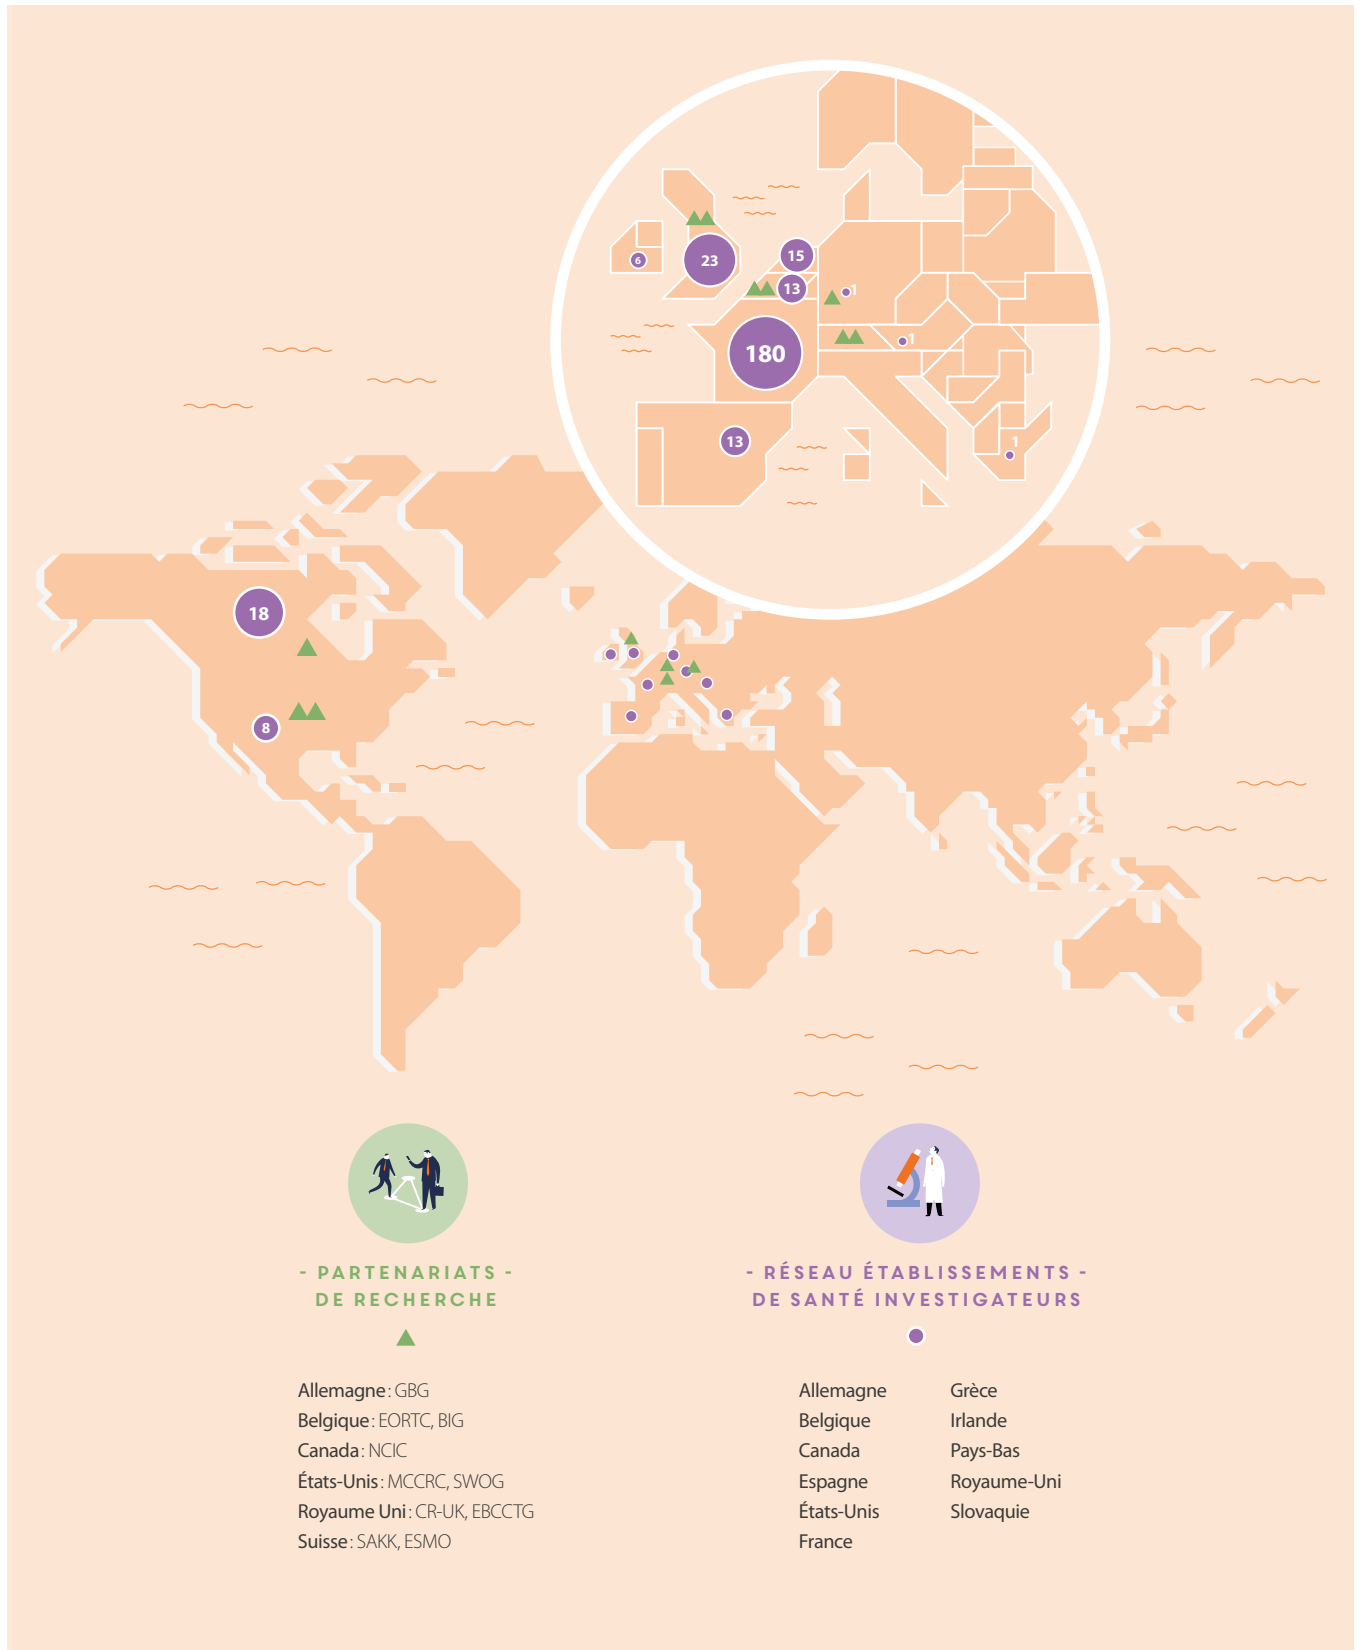 15
6
23
13
1
1
180
13
1
18
8
- PARTENARIATS -
DE RECHERCHE
Allemagne : GBG
Belgique : EORTC, BIG
Canada : NCIC
États-Unis : MCCRC, SWOG
Royaume Uni : CR-UK, EBCCTG
Suisse : SAKK, ESMO
- RÉSEAU ÉTABLISSEMENTS -
DE SANTÉ INVESTIGATEURS
Allemagne
Belgique
Canada
Espagne
États-Unis
France
Grèce
Irlande
Pays-Bas
Royaume-Uni
Slovaquie